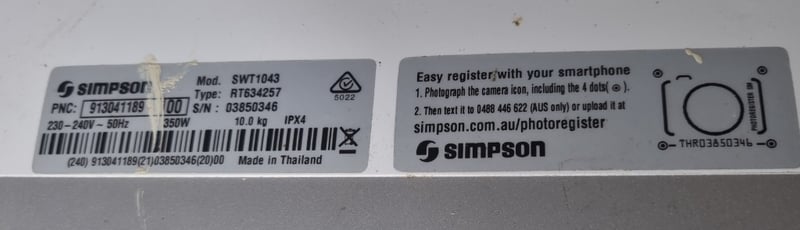 SIMPSON
Mod. SWT1043
Type: RT634257
PNC: 913041189 00 S/N: 03850346
230-240V~ 50Hz 350W 10.0 kg IPX4
5022
(240) 913041189(21)03850346(20)00 Made in Thailand
Easy register with your smartphone
1. Photograph the camera icon, including the 4 dots( ).
2. Then text it to 0488 446 622 (AUS only) or upload it at
simpson.com.au/photoregister
SIMPSON
PHOTOREGISTER SM
THR03850346